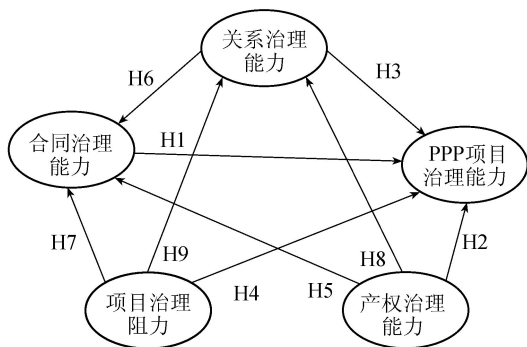 关系治理
能力
H6
H3
合同治理
能力
H1
PPP项目
治理能力
H7
H9
H4
H5
H8
H2
项目治理
阻力
产权治理
能力